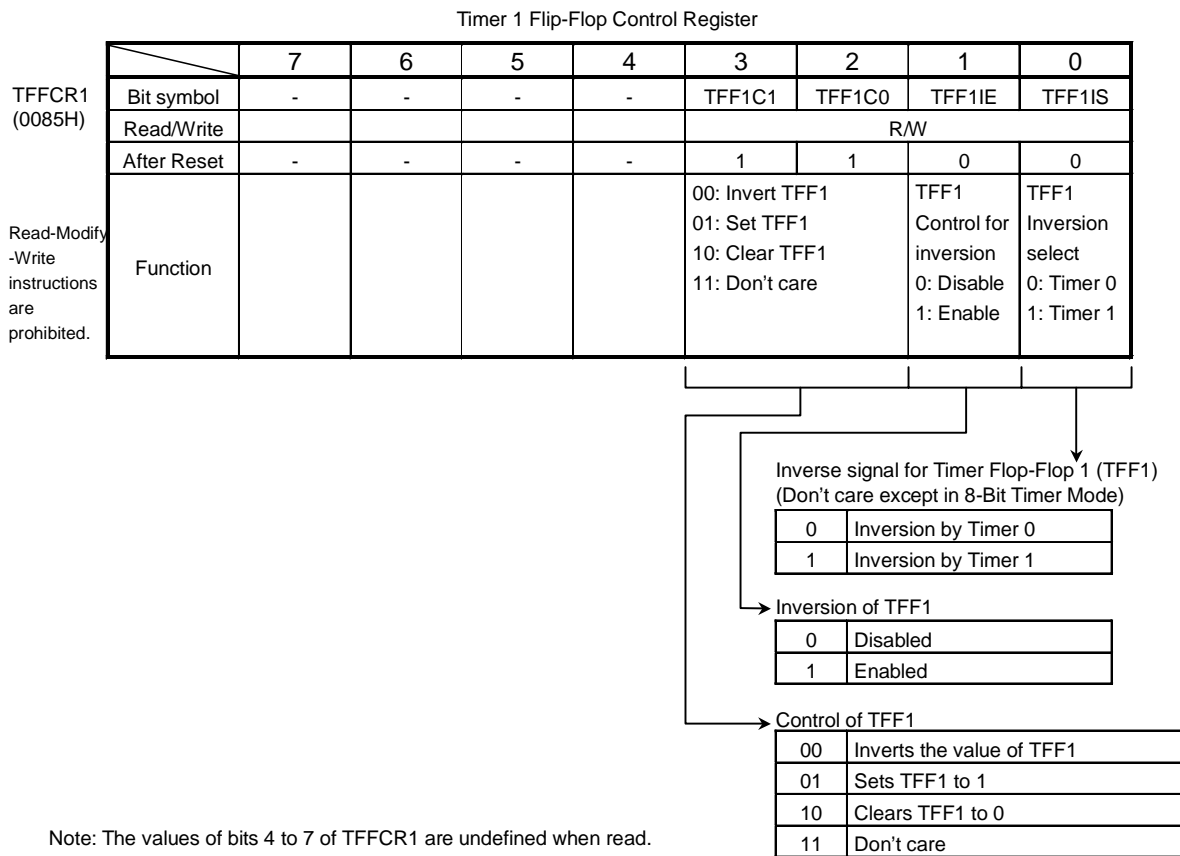 Timer 1 Flip-Flop Control Register
7 6 5 4 3 2 1 0
TFFCR1
(0085H)
Bit symbol - - - - TFF1C1 TFF1C0 TFF1IE TFF1IS
Read/Write R/W
After Reset - - - - 1 1 0 0
Read-Modify
-Write
instructions
are
prohibited.
Function
00: Invert TFF1
01: Set TFF1
10: Clear TFF1
11: Don't care
TFF1
Control for
inversion
0: Disable
1: Enable
TFF1
Inversion
select
0: Timer 0
1: Timer 1
Inverse signal for Timer Flop-Flop 1 (TFF1)
(Don't care except in 8-Bit Timer Mode)
0 Inversion by Timer 0
1 Inversion by Timer 1
Inversion of TFF1
0 Disabled
1 Enabled
Control of TFF1
00 Inverts the value of TFF1
01 Sets TFF1 to 1
10 Clears TFF1 to 0
11 Don't care
Note: The values of bits 4 to 7 of TFFCR1 are undefined when read.